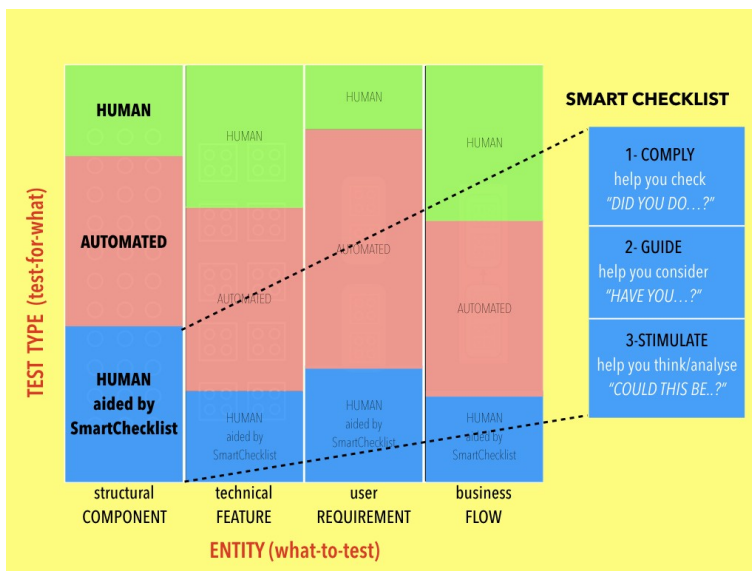 SMART CHECKLIST
TEST TYPE (test-for-what)
HUMAN
AUTOMATED
HUMAN
aided by
SmartChecklist
HUMAN
AUTOMATED
HUMAN
aided by
SmartChecklist
HUMAN
AUTOMATED
HUMAN
aided by
SmartChecklist
HUMAN
AUTOMATED
HUMAN
aided by
SmartChecklist
1- COMPLY
help you check
"DID YOU DO…?"
2- GUIDE
help you consider
"HAVE YOU…?"
3-STIMULATE
help you think/analyse
"COULD THIS BE..?"
structural
COMPONENT
technical
FEATURE
user
REQUIREMENT
business
FLOW
ENTITY (what-to-test)